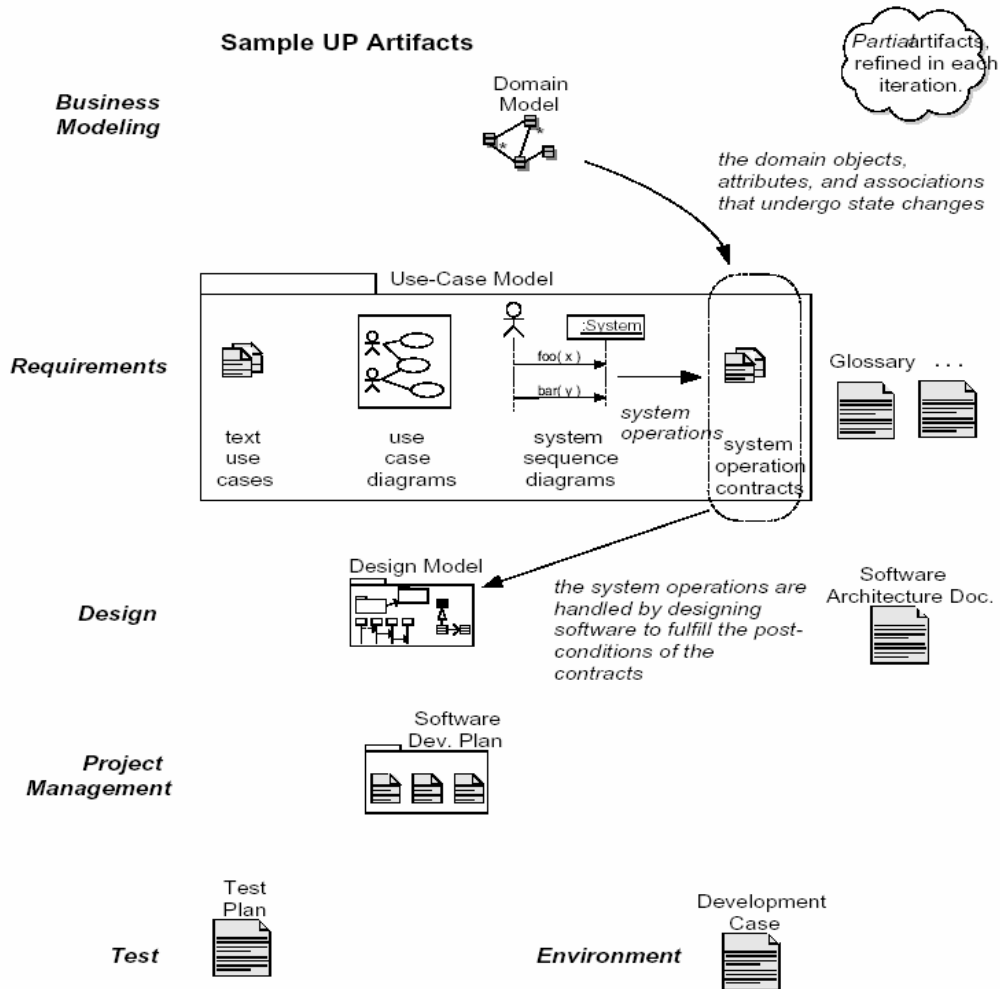 Sample UP Artifacts
Partial artifacts,
refined in each
iteration.
Business
Modeling
Domain
Model
*
*
the domain objects,
attributes, and associations
that undergo state changes
Use-Case Model
Requirements
:System
foo( x )
bar( y )
system
operations
text
use
cases
use
case
diagrams
system
sequence
diagrams
system
operation
contracts
Glossary
. . .
Design
Design Model
the system operations are
handled by designing
software to fulfill the post-
conditions of the
contracts
Software
Architecture Doc.
Project
Management
Software
Dev. Plan
Test
Test
Plan
Environment
Development
Case